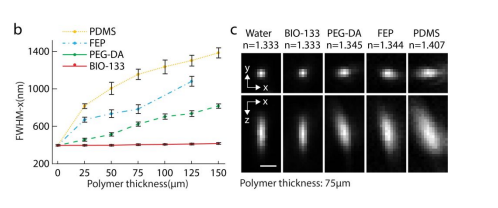 b
PDMS
FEP
PEG-DA
BIO-133
FWHM-x(nm)
1400
1000
600
200
0 25 50 75 100 125 150
Polymer thickness(μm)
c
Water BIO-133 PEG-DA FEP PDMS
n=1.333 n=1.333 n=1.345 n=1.344 n=1.407
y
x
x
z
Polymer thickness: 75μm